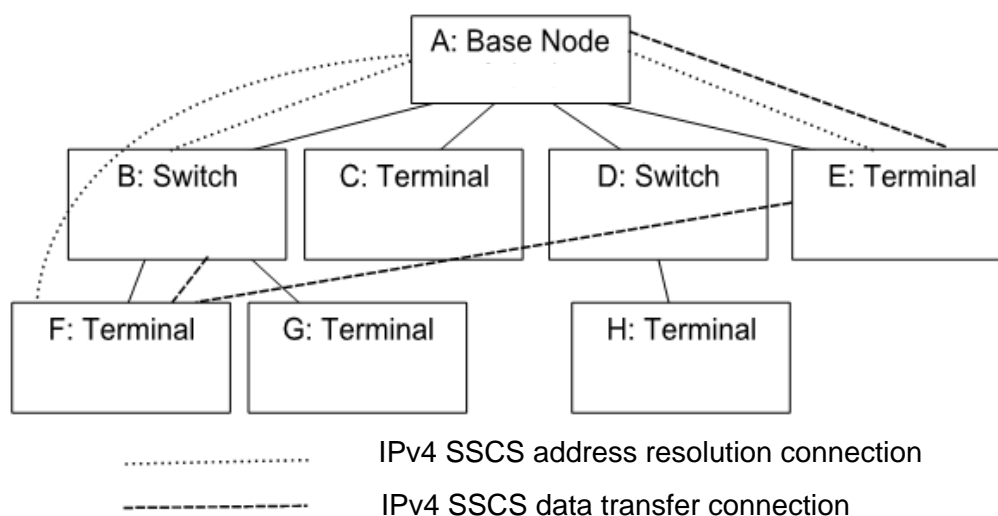 A: Base Node
B: Switch
C: Terminal
D: Switch
E: Terminal
F: Terminal
G: Terminal
H: Terminal
IPv4 SSCS address resolution connection
IPv4 SSCS data transfer connection